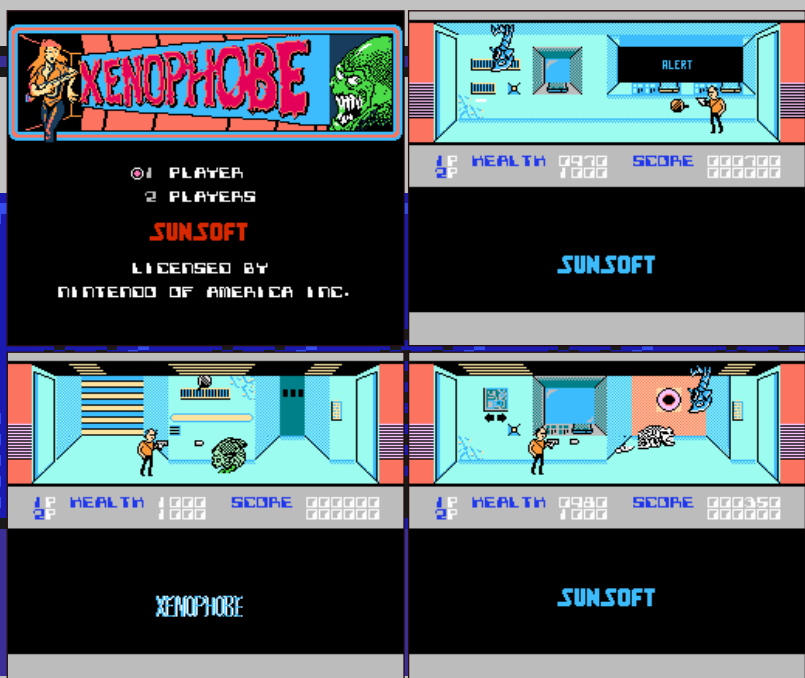 XENOPHOBE
1 PLAYER
2 PLAYERS
SUNSOFT
LICENSED BY
NINTENDO OF AMERICA INC.
ALERT
1P HEALTH 0970 SCORE 000700
2P 1000 000000
SUNSOFT
1P HEALTH 1000 SCORE 000000
2P 1000 000000
XENOPHOBE
1P HEALTH 0980 SCORE 000350
2P 1000 000000
SUNSOFT